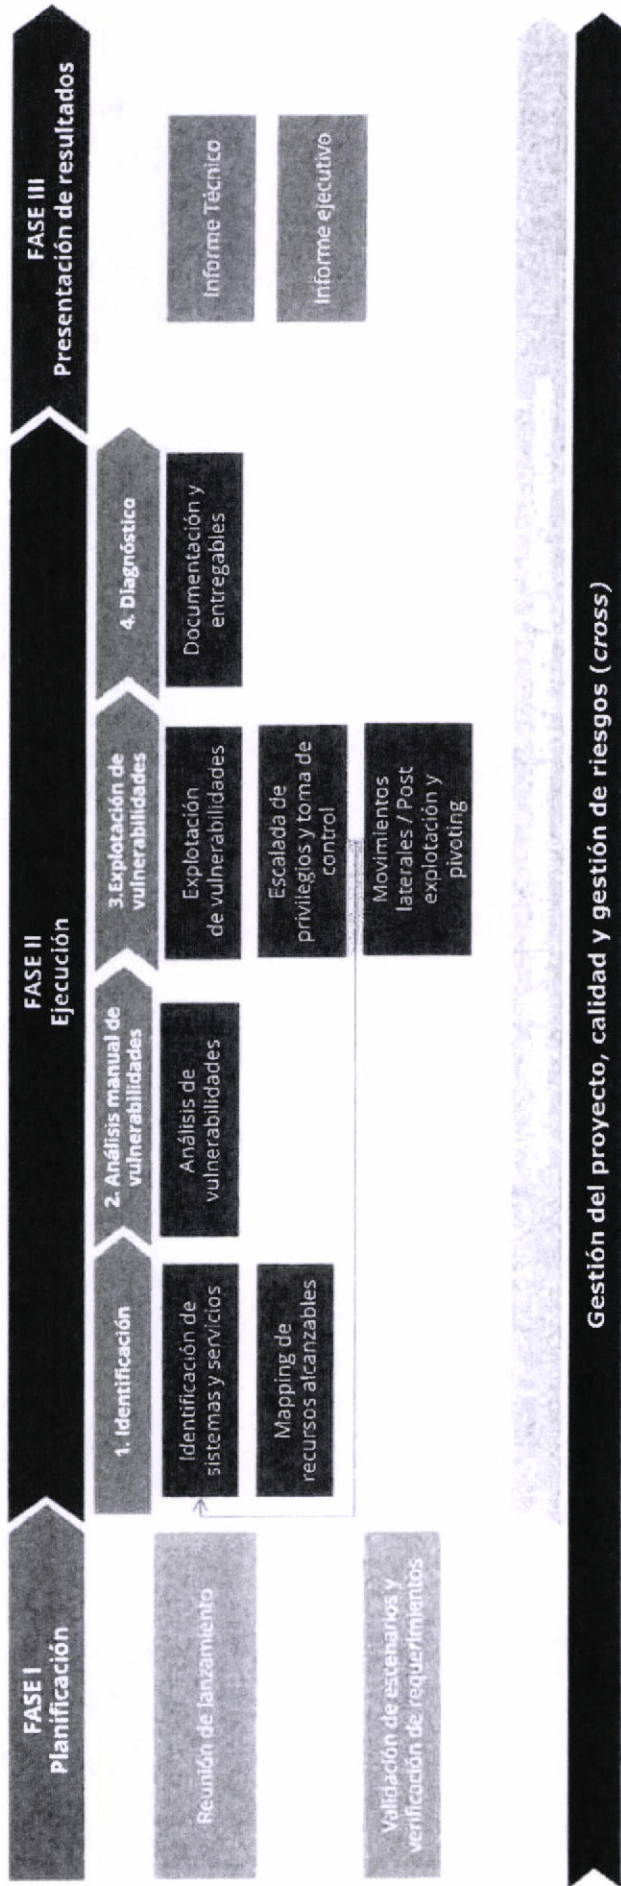 FASE I
Planificación
FASE II
Ejecución
FASE III
Presentación de resultados
1. Identificación
2. Análisis manual de
vulnerabilidades
3.Explotación de
vulnerabilidades
4. Diagnóstico
Reunión de lanzamiento
Validación de escenarios y
verificación de requerimientos
Identificación de
sistemas y servicios
Mapping de
recursos alcanzables
Análisis de
vulnerabilidades
Explotación
de vulnerabilidades
Escalada de
privilegios y toma de
control
Movimientos
laterales / Post
explotación y
pivoting
Documentación y
entregables
Informe Técnico
Informe ejecutivo
Gestión del proyecto, calidad y gestión de riesgos (cross)